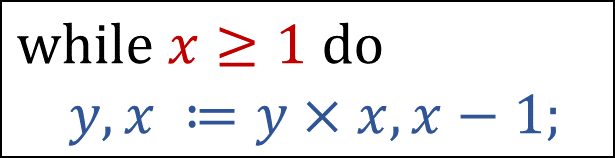 while x ≥ 1 do
y, x := y × x, x − 1;